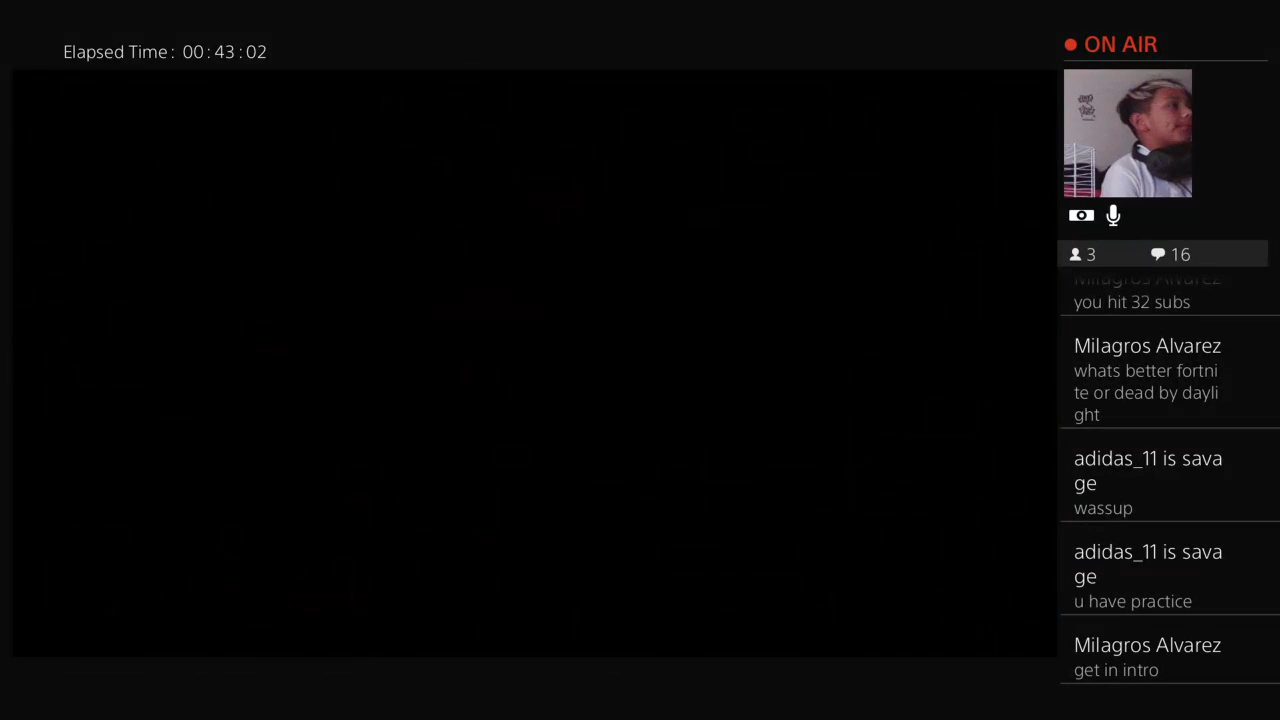 Elapsed Time: 00:43:02
ON AIR
3 16
Milagros Alvarez
you hit 32 subs
Milagros Alvarez
whats better fortni
te or dead by dayli
ght
adidas_11 is sava
ge
wassup
adidas_11 is sava
ge
u have practice
Milagros Alvarez
get in intro